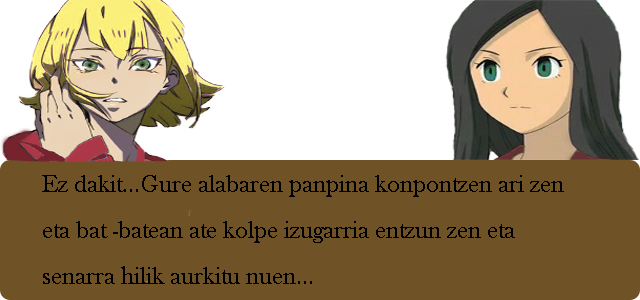 Ez dakit...Gure alabaren panpina konpontzen ari zen
eta bat -batean ate kolpe izugarria entzun zen eta
senarra hilik aurkitu nuen...